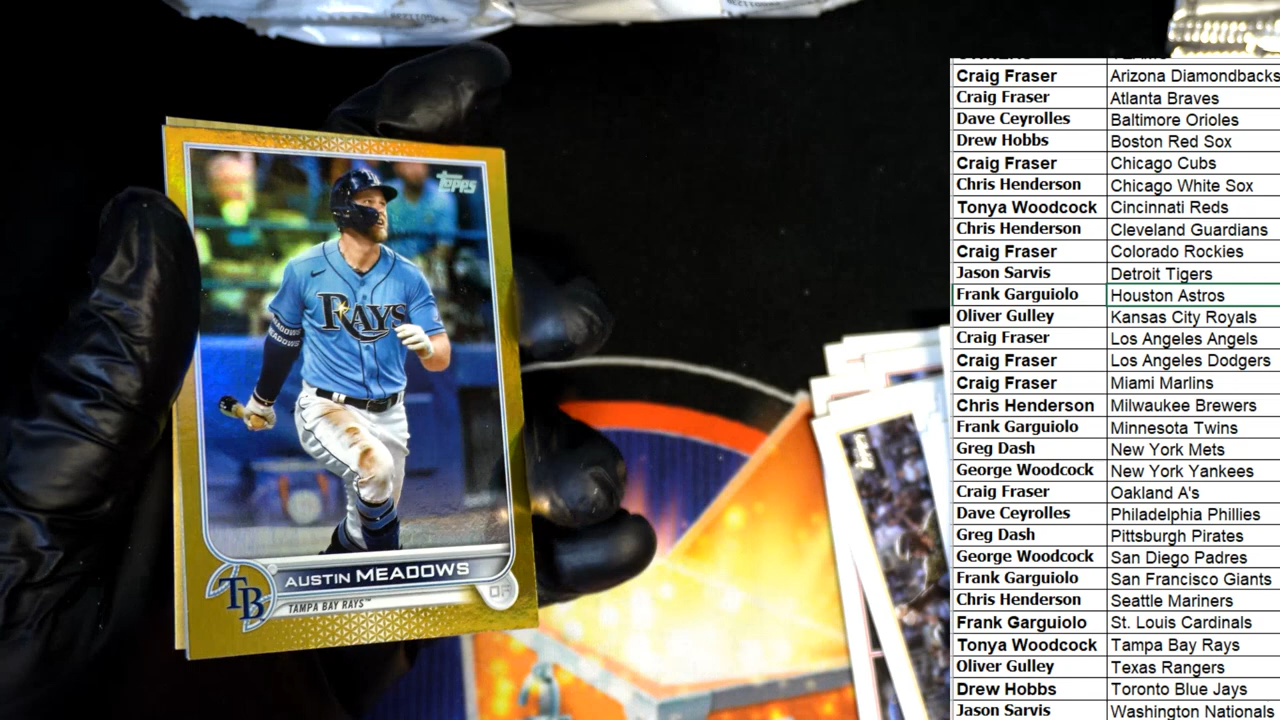 Topps
RAYS
MEADOWS
MEADOWS
TB
AUSTIN MEADOWS
TAMPA BAY RAYS™
OF
Topps
Craig Fraser Arizona Diamondbacks
Craig Fraser Atlanta Braves
Dave Ceyrolles Baltimore Orioles
Drew Hobbs Boston Red Sox
Craig Fraser Chicago Cubs
Chris Henderson Chicago White Sox
Tonya Woodcock Cincinnati Reds
Chris Henderson Cleveland Guardians
Craig Fraser Colorado Rockies
Jason Sarvis Detroit Tigers
Frank Garguiolo Houston Astros
Oliver Gulley Kansas City Royals
Craig Fraser Los Angeles Angels
Craig Fraser Los Angeles Dodgers
Craig Fraser Miami Marlins
Chris Henderson Milwaukee Brewers
Frank Garguiolo Minnesota Twins
Greg Dash New York Mets
George Woodcock New York Yankees
Craig Fraser Oakland A's
Dave Ceyrolles Philadelphia Phillies
Greg Dash Pittsburgh Pirates
George Woodcock San Diego Padres
Frank Garguiolo San Francisco Giants
Chris Henderson Seattle Mariners
Frank Garguiolo St. Louis Cardinals
Tonya Woodcock Tampa Bay Rays
Oliver Gulley Texas Rangers
Drew Hobbs Toronto Blue Jays
Jason Sarvis Washington Nationals